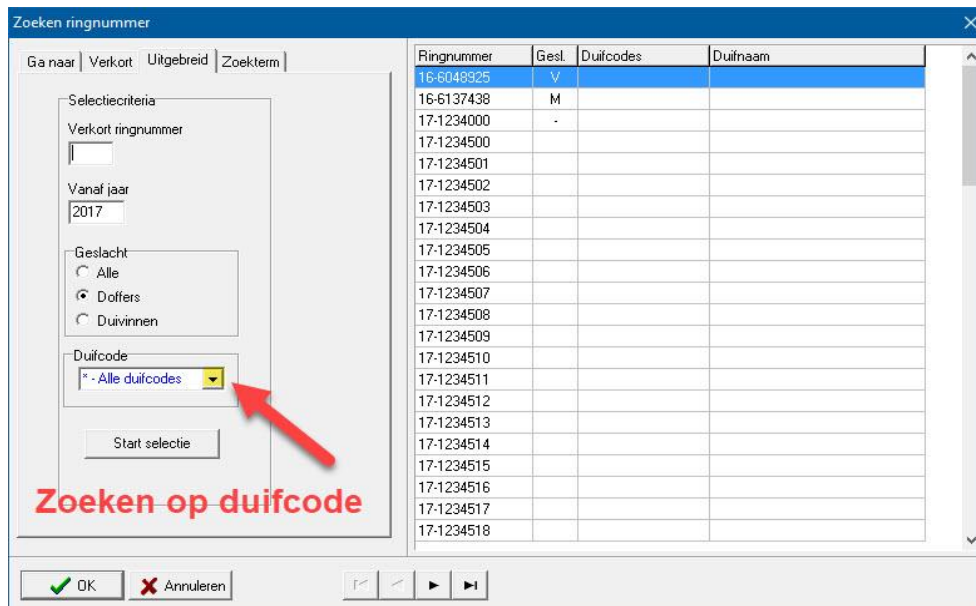 Zoeken ringnummer
Ga naar Verkort Uitgebreid Zoekterm
Selectiecriteria
Verkort ringnummer
Vanaf jaar
2017
Geslacht
Alle
Doffers
Duivinnen
Duifcode
* - Alle duifcodes
Start selectie
Zoeken op duifcode
Ringnummer Gesl. Duifcodes Duifnaam
16-6048925 V
16-6137438 M
17-1234000 -
17-1234500
17-1234501
17-1234502
17-1234503
17-1234504
17-1234505
17-1234506
17-1234507
17-1234508
17-1234509
17-1234510
17-1234511
17-1234512
17-1234513
17-1234514
17-1234515
17-1234516
17-1234517
17-1234518
OK Annuleren